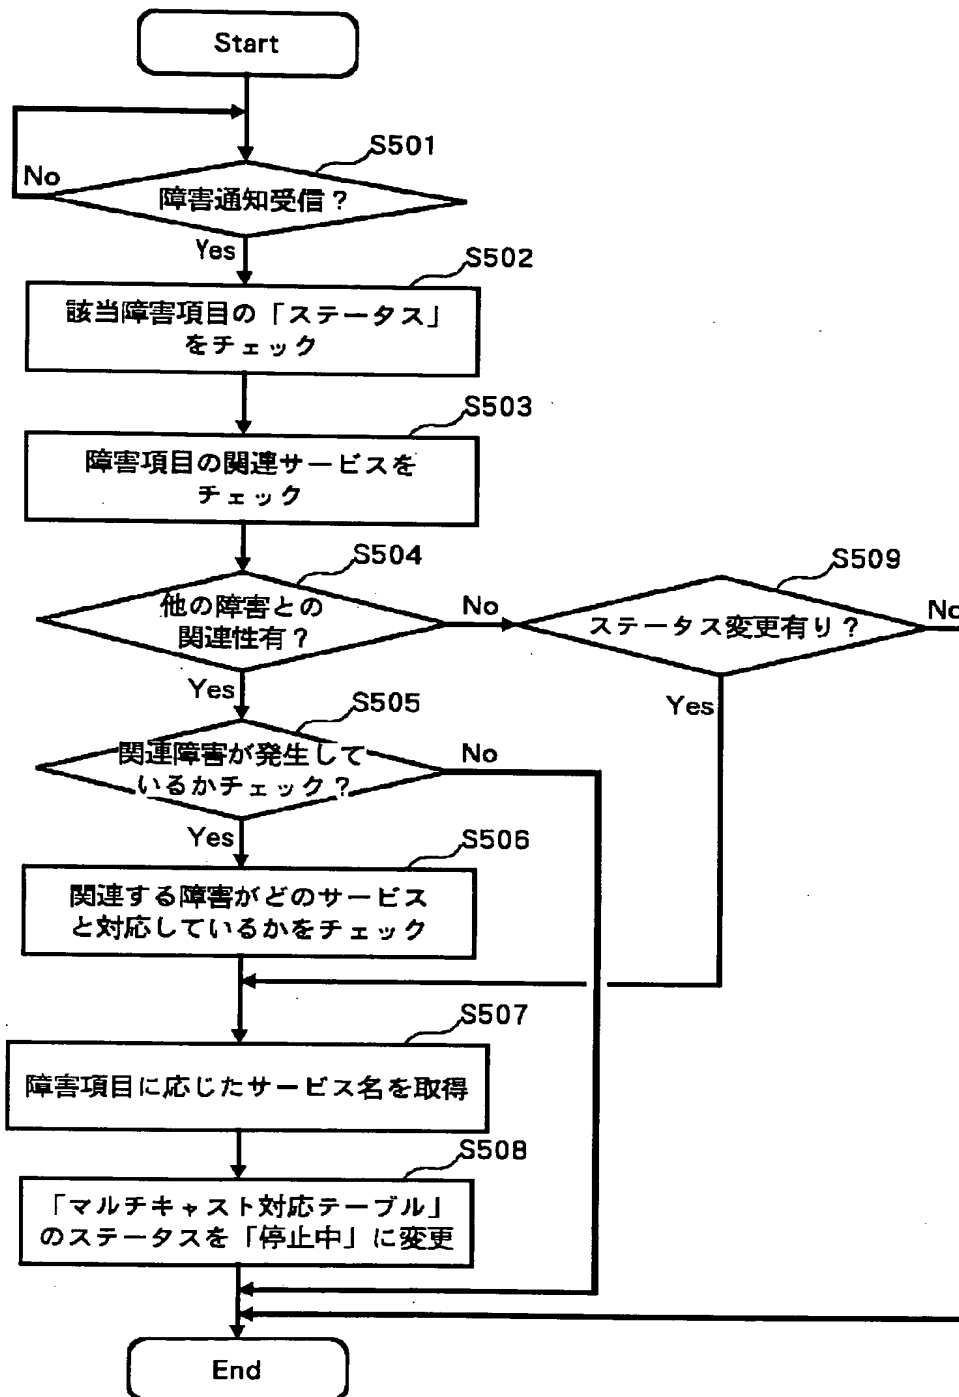 Start
S501
No
障害通知受信？
Yes
S502
該当障害項目の「ステータス」
をチェック
S503
障害項目の関連サービスを
チェック
S504
他の障害との
関連性有？
No
S509
ステータス変更有り？
No
Yes
Yes
S505
関連障害が発生して
いるかチェック？
No
Yes
S506
関連する障害がどのサービス
と対応しているかをチェック
S507
障害項目に応じたサービス名を取得
S508
「マルチキャスト対応テーブル」
のステータスを「停止中」に変更
End